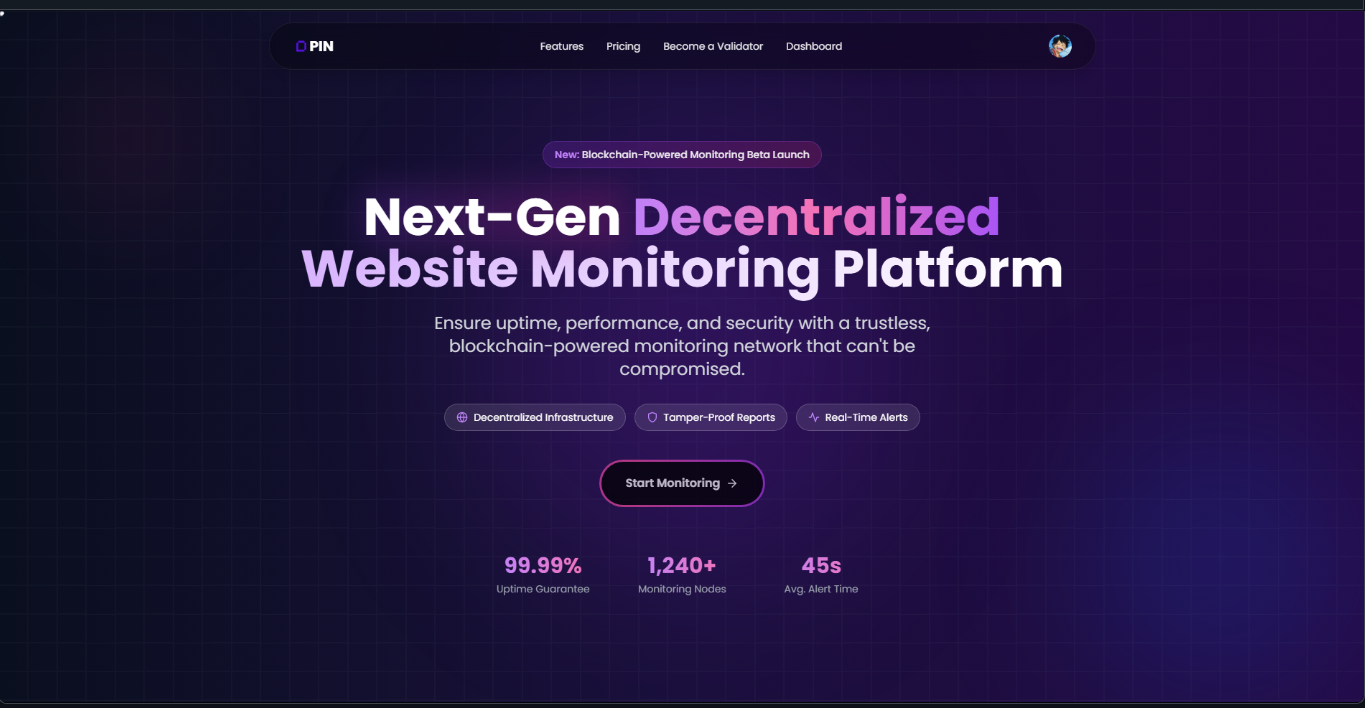 DPIN
Features Pricing Become a Validator Dashboard
New: Blockchain-Powered Monitoring Beta Launch
Next-Gen Decentralized
Website Monitoring Platform
Ensure uptime, performance, and security with a trustless,
blockchain-powered monitoring network that can't be
compromised.
Decentralized Infrastructure Tamper-Proof Reports Real-Time Alerts
Start Monitoring →
99.99% 1,240+ 45s
Uptime Guarantee Monitoring Nodes Avg. Alert Time